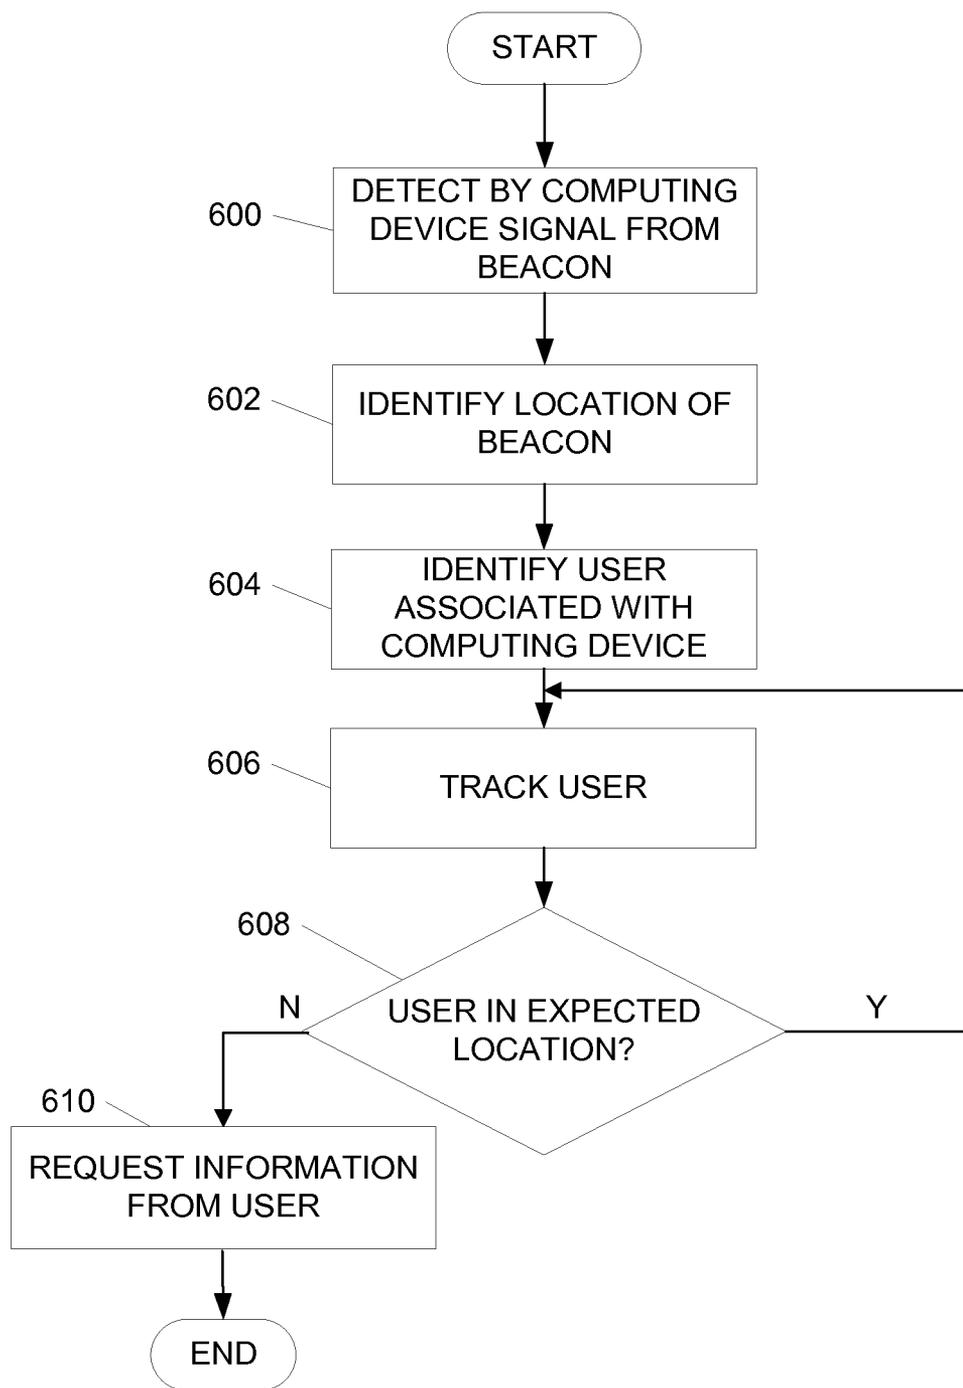 START
600
DETECT BY COMPUTING
DEVICE SIGNAL FROM
BEACON
602
IDENTIFY LOCATION OF
BEACON
604
IDENTIFY USER
ASSOCIATED WITH
COMPUTING DEVICE
606
TRACK USER
608
USER IN EXPECTED
LOCATION?
N
Y
610
REQUEST INFORMATION
FROM USER
END